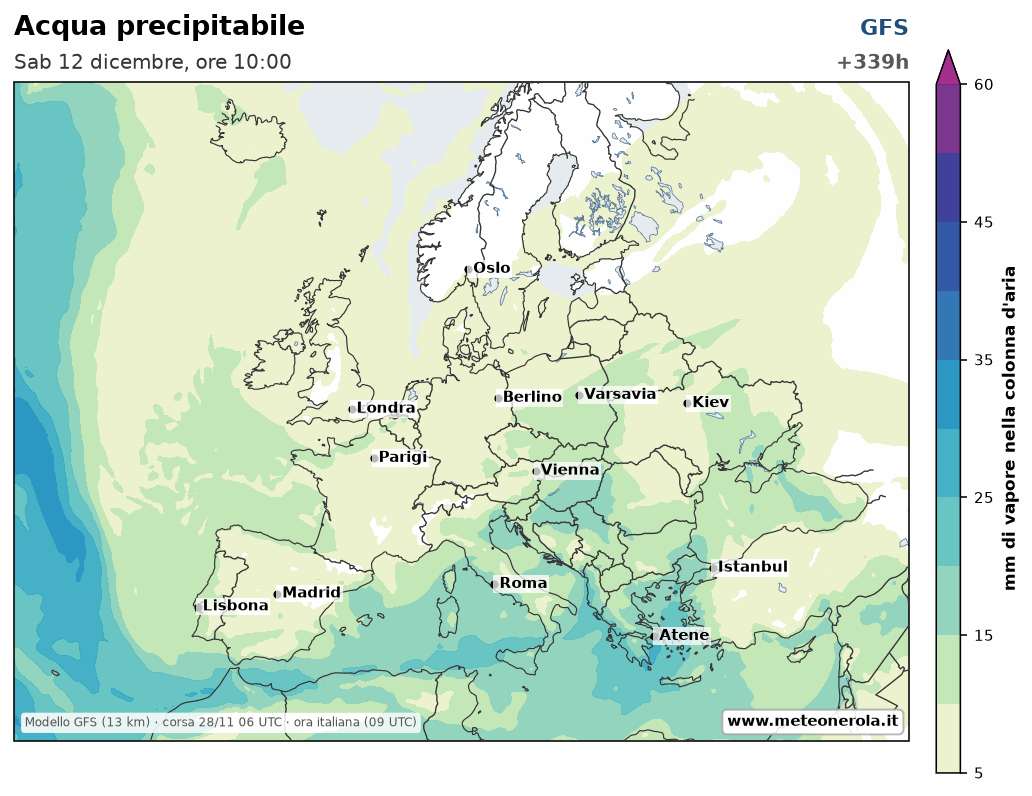 Acqua precipitabile
GFS
Sab 12 dicembre, ore 10:00
+339h
60
45
35
25
15
5
mm di vapore nella colonna d'aria
Oslo
Berlino
Varsavia
Kiev
Londra
Parigi
Vienna
Istanbul
Roma
Madrid
Lisbona
Atene
Modello GFS (13 km) · corsa 28/11 06 UTC · ora italiana (09 UTC)
www.meteonerola.it